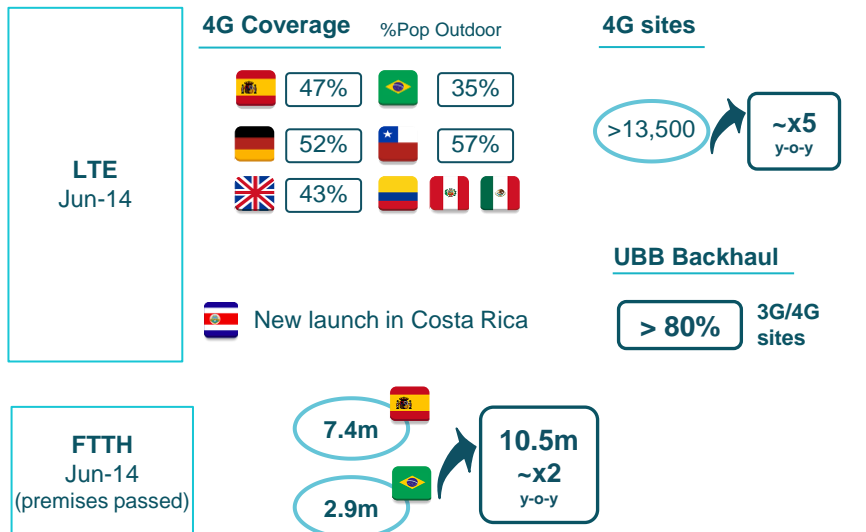 4G Coverage %Pop Outdoor
47% 35%
52% 57%
43%
LTE
Jun-14
New launch in Costa Rica
4G sites
>13,500
~x5
y-o-y
UBB Backhaul
> 80%
3G/4G
sites
FTTH
Jun-14
(premises passed)
7.4m
2.9m
10.5m
~x2
y-o-y